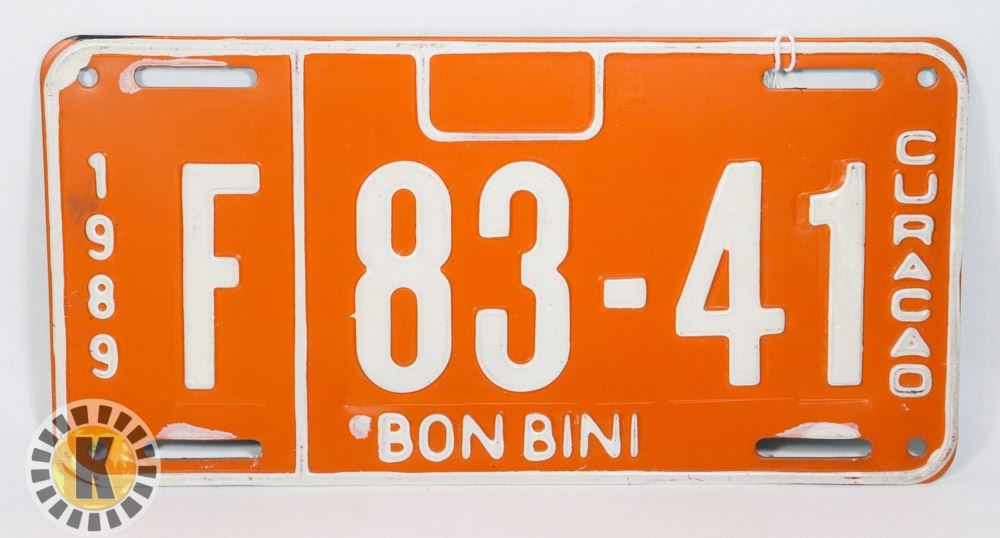 1989
F
83-41
CURACAO
BON BINI
K